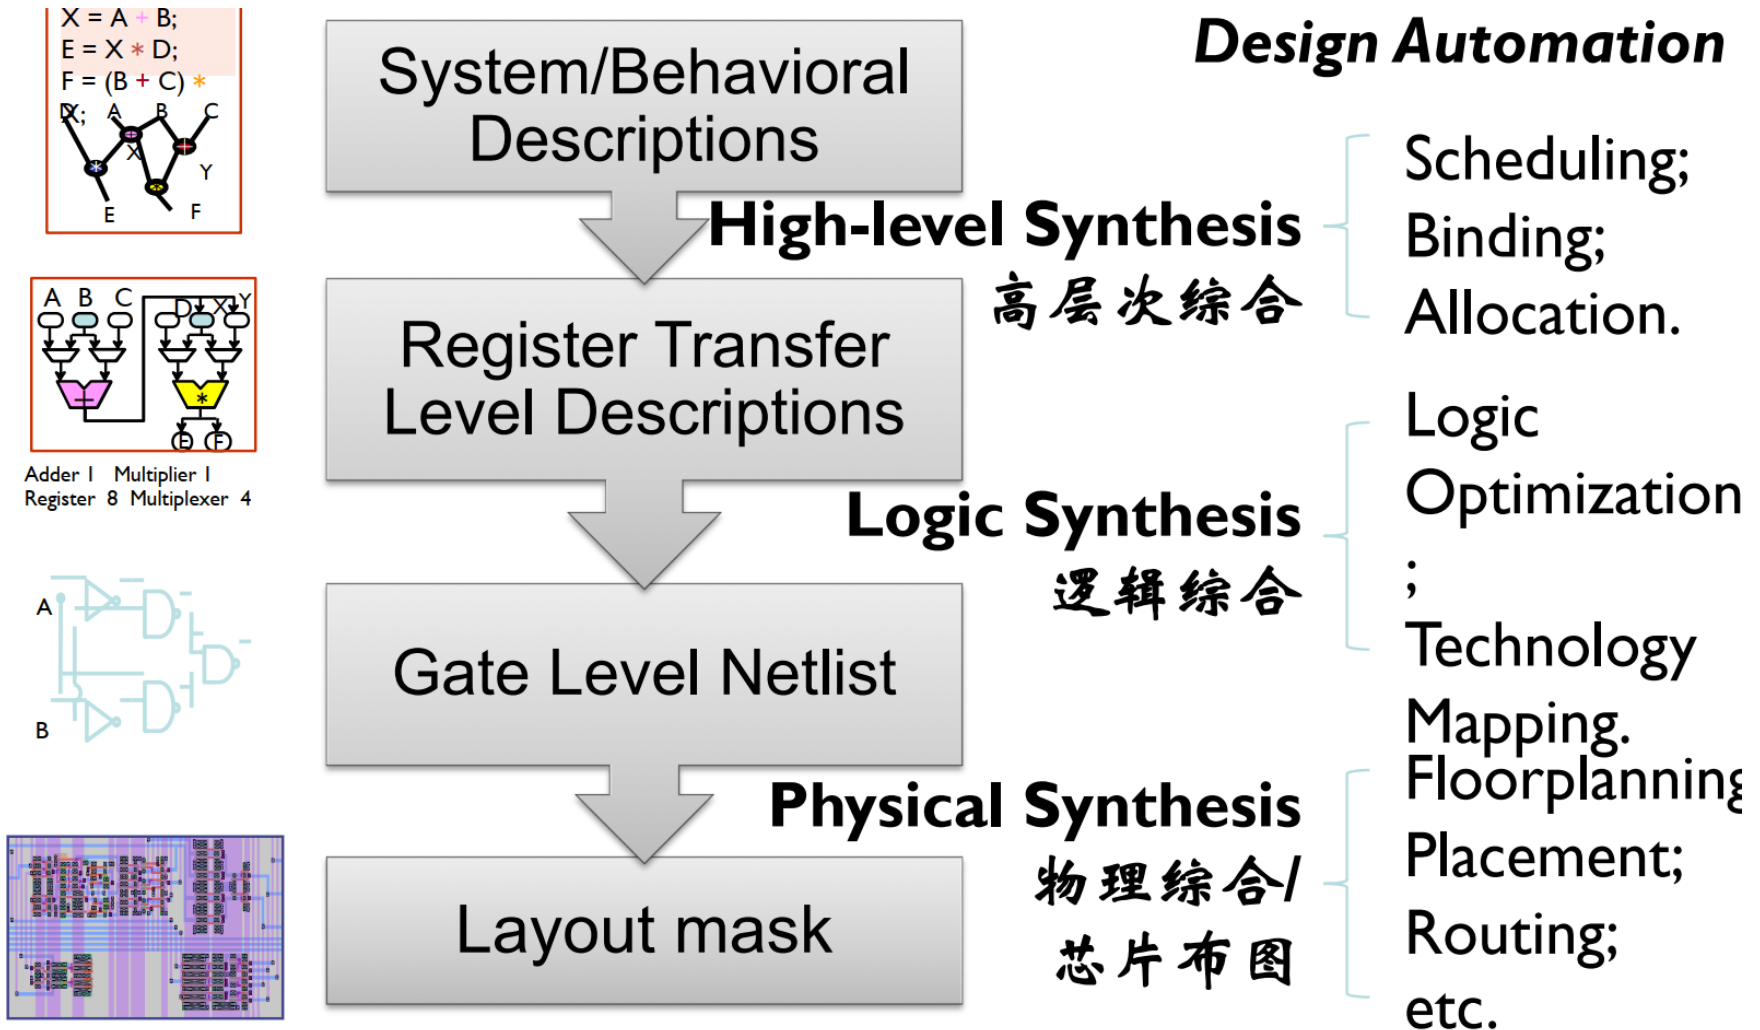 X = A + B;
E = X * D;
F = (B + C) *
X;
D A B C
X
Y
E F
System/Behavioral
Descriptions
Design Automation
High-level Synthesis
高层次综合
Scheduling;
Binding;
Allocation.
A B C D X Y
+ *
E F
Adder 1 Multiplier 1
Register 8 Multiplexer 4
Register Transfer
Level Descriptions
Logic Synthesis
逻辑综合
Logic
Optimization
;
Technology
Mapping.
A
B
Gate Level Netlist
Physical Synthesis
物理综合/
芯片布图
Floorplanning
Placement;
Routing;
etc.
Layout mask